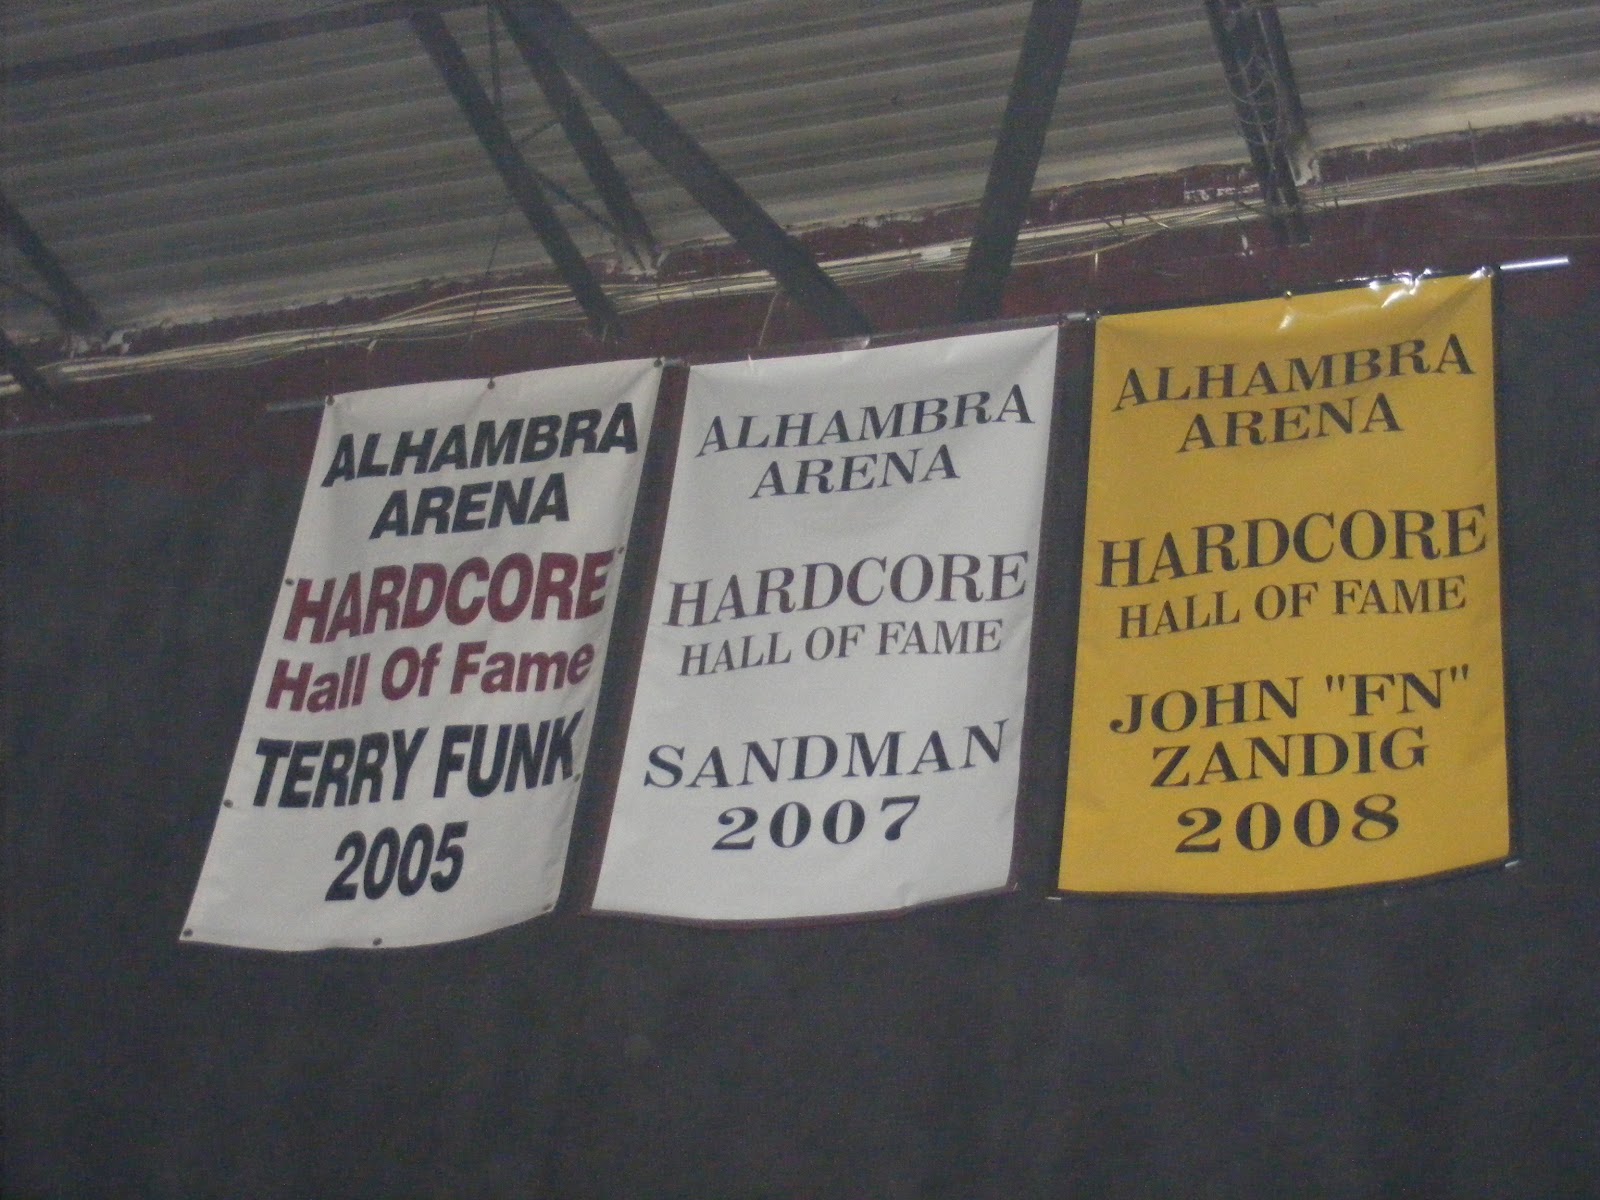 ALHAMBRA
ARENA
HARDCORE
Hall Of Fame
TERRY FUNK
2005
ALHAMBRA
ARENA
HARDCORE
HALL OF FAME
SANDMAN
2007
ALHAMBRA
ARENA
HARDCORE
HALL OF FAME
JOHN "FN"
ZANDIG
2008